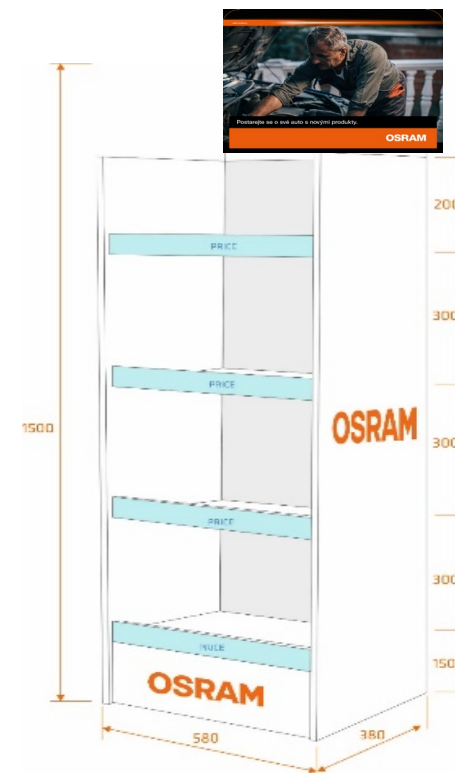 Postarejte se o své auto s novými produkty.
OSRAM
200
PRICE
300
PRICE
1500
OSRAM
300
PRICE
300
PRICE
150
OSRAM
580
380